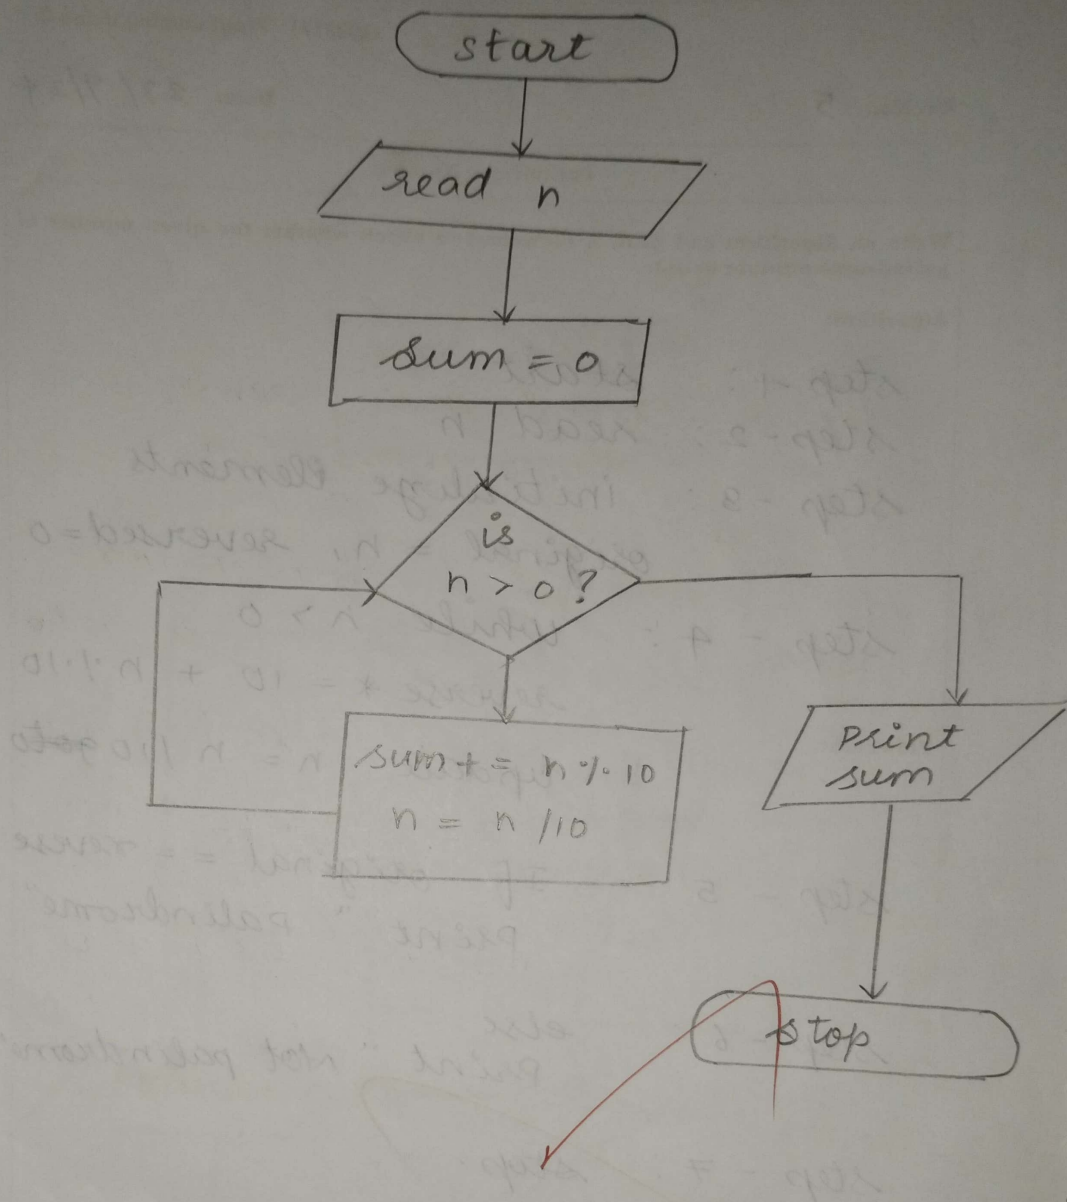 start
read n
sum = 0
is
n > 0 ?
sum += n % 10
n = n /10
print
sum
stop